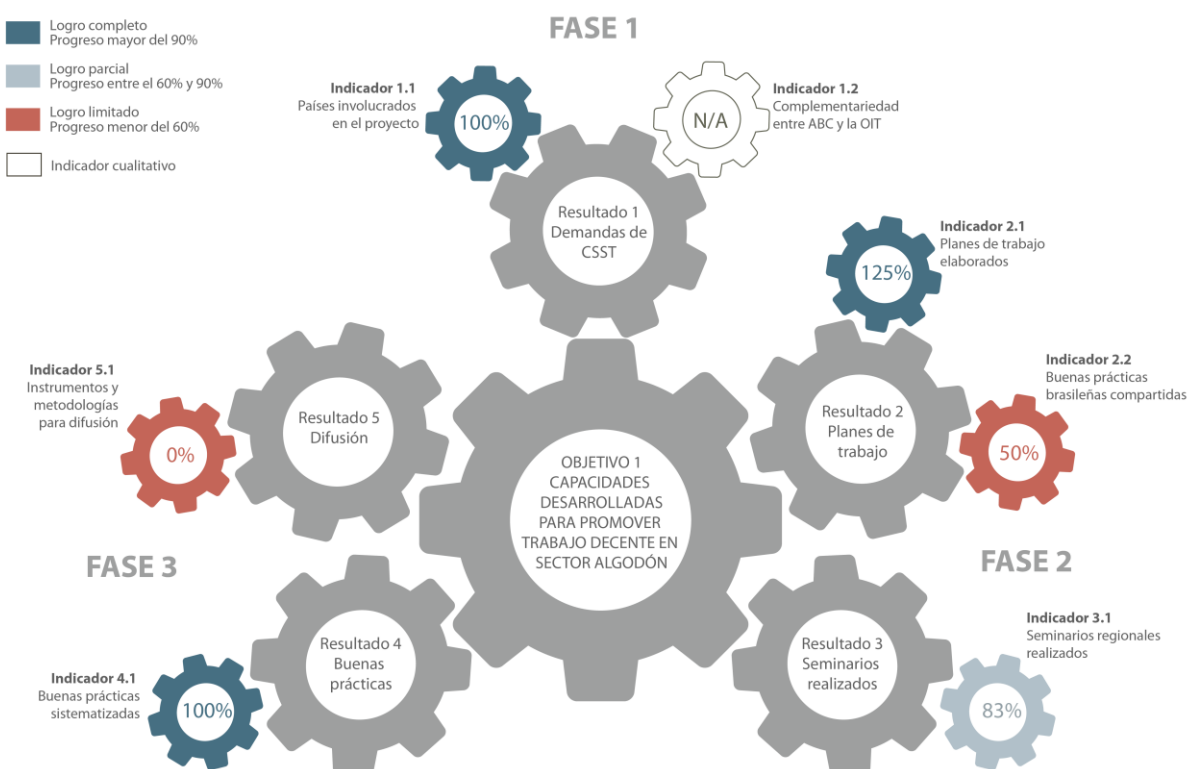 Logro completo
Progreso mayor del 90%
Logro parcial
Progreso entre el 60% y 90%
Logro limitado
Progreso menor del 60%
Indicador cualitativo
FASE 1
Indicador 1.1
Países involucrados
en el proyecto
100%
N/A
Indicador 1.2
Complementariedad
entre ABC y la OIT
Resultado 1
Demandas de
CSST
Indicador 2.1
Planes de trabajo
elaborados
125%
Indicador 2.2
Buenas prácticas
brasileñas compartidas
50%
Resultado 2
Planes de
trabajo
Indicador 5.1
Instrumentos y
metodologías
para difusión
0%
Resultado 5
Difusión
OBJETIVO 1
CAPACIDADES
DESARROLLADAS
PARA PROMOVER
TRABAJO DECENTE EN
SECTOR ALGODÓN
FASE 3
FASE 2
Resultado 4
Buenas
prácticas
Indicador 4.1
Buenas prácticas
sistematizadas
100%
Resultado 3
Seminarios
realizados
Indicador 3.1
Seminarios regionales
realizados
83%